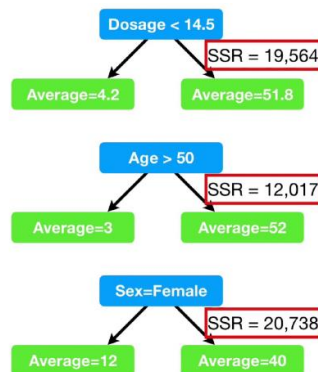 Dosage < 14.5
SSR = 19,564
Average=4.2
Average=51.8
Age > 50
SSR = 12,017
Average=3
Average=52
Sex=Female
SSR = 20,738
Average=12
Average=40